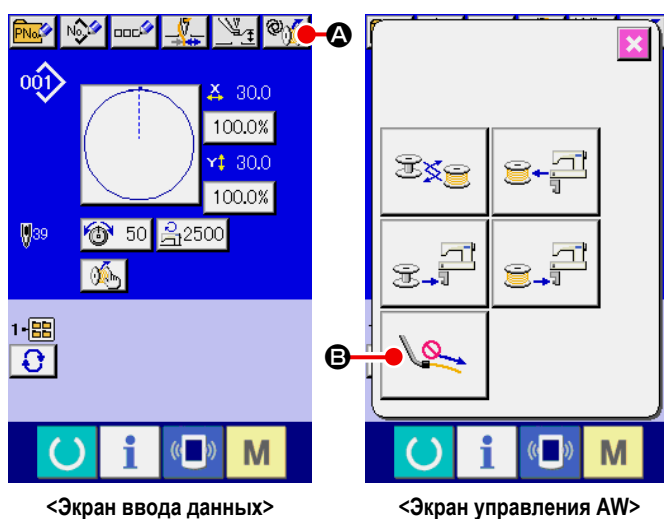 PNo.
No.
A
001
X 30.0
100.0%
Y 30.0
100.0%
39
50
2500
1-
i
M
<Экран ввода данных>
B
i
M
<Экран управления AW>